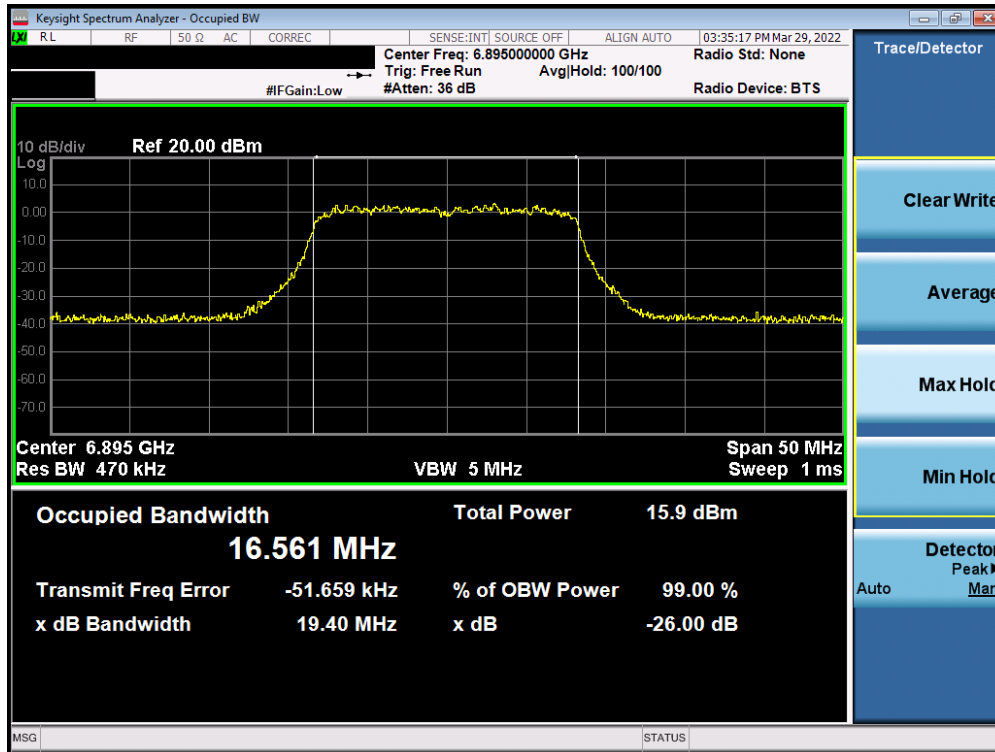 Keysight Spectrum Analyzer - Occupied BW
LXI RL RF 50 Ω AC CORREC SENSE:INT SOURCE OFF ALIGN AUTO 03:35:17 PM Mar 29, 2022
Center Freq: 6.895000000 GHz Radio Std: None
Trig: Free Run Avg|Hold: 100/100
#IFGain:Low #Atten: 36 dB Radio Device: BTS
10 dB/div Ref 20.00 dBm
Log
10.0
0.00
-10.0
-20.0
-30.0
-40.0
-50.0
-60.0
-70.0
Center 6.895 GHz Span 50 MHz
Res BW 470 kHz VBW 5 MHz Sweep 1 ms
Occupied Bandwidth Total Power 15.9 dBm
16.561 MHz
Transmit Freq Error -51.659 kHz % of OBW Power 99.00 %
x dB Bandwidth 19.40 MHz x dB -26.00 dB
MSG STATUS
Trace/Detector
Clear Write
Average
Max Hold
Min Hold
Detector
Peak
Auto Man